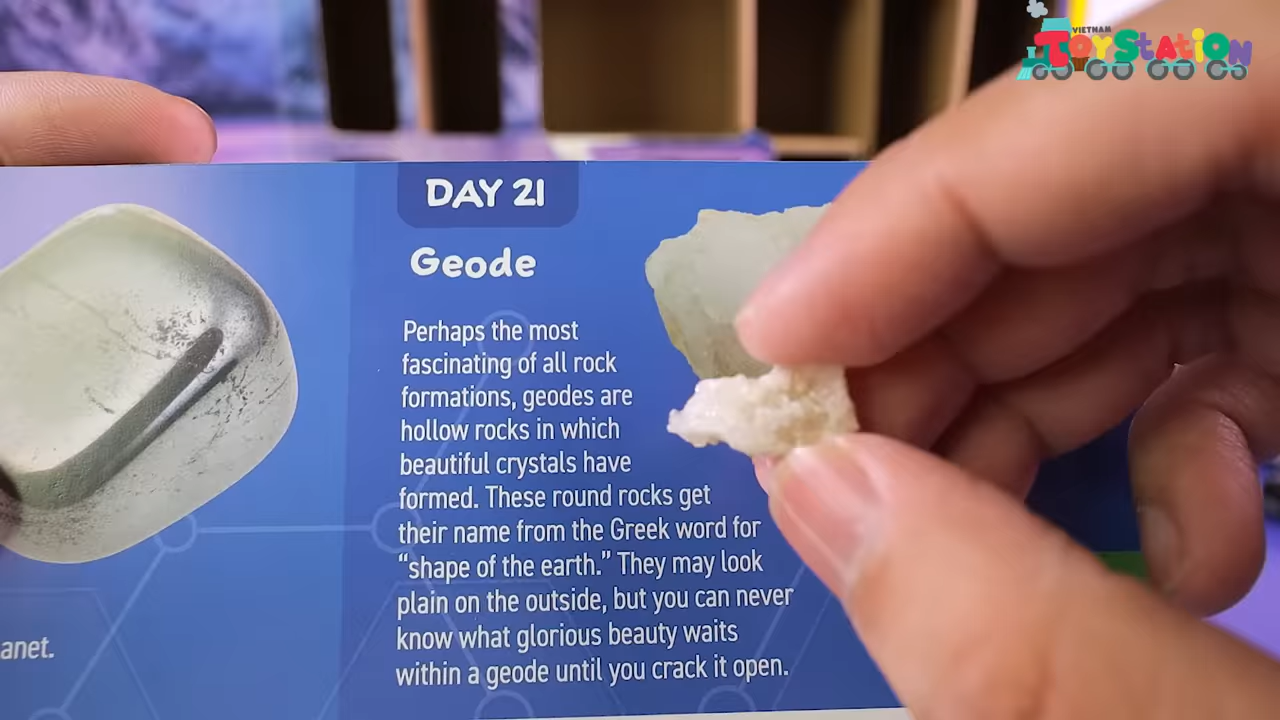 VIETNAM
TOYSTATION
DAY 21
Geode
Perhaps the most
fascinating of all rock
formations, geodes are
hollow rocks in which
beautiful crystals have
formed. These round rocks get
their name from the Greek word for
“shape of the earth.” They may look
plain on the outside, but you can never
know what glorious beauty waits
within a geode until you crack it open.
anet.